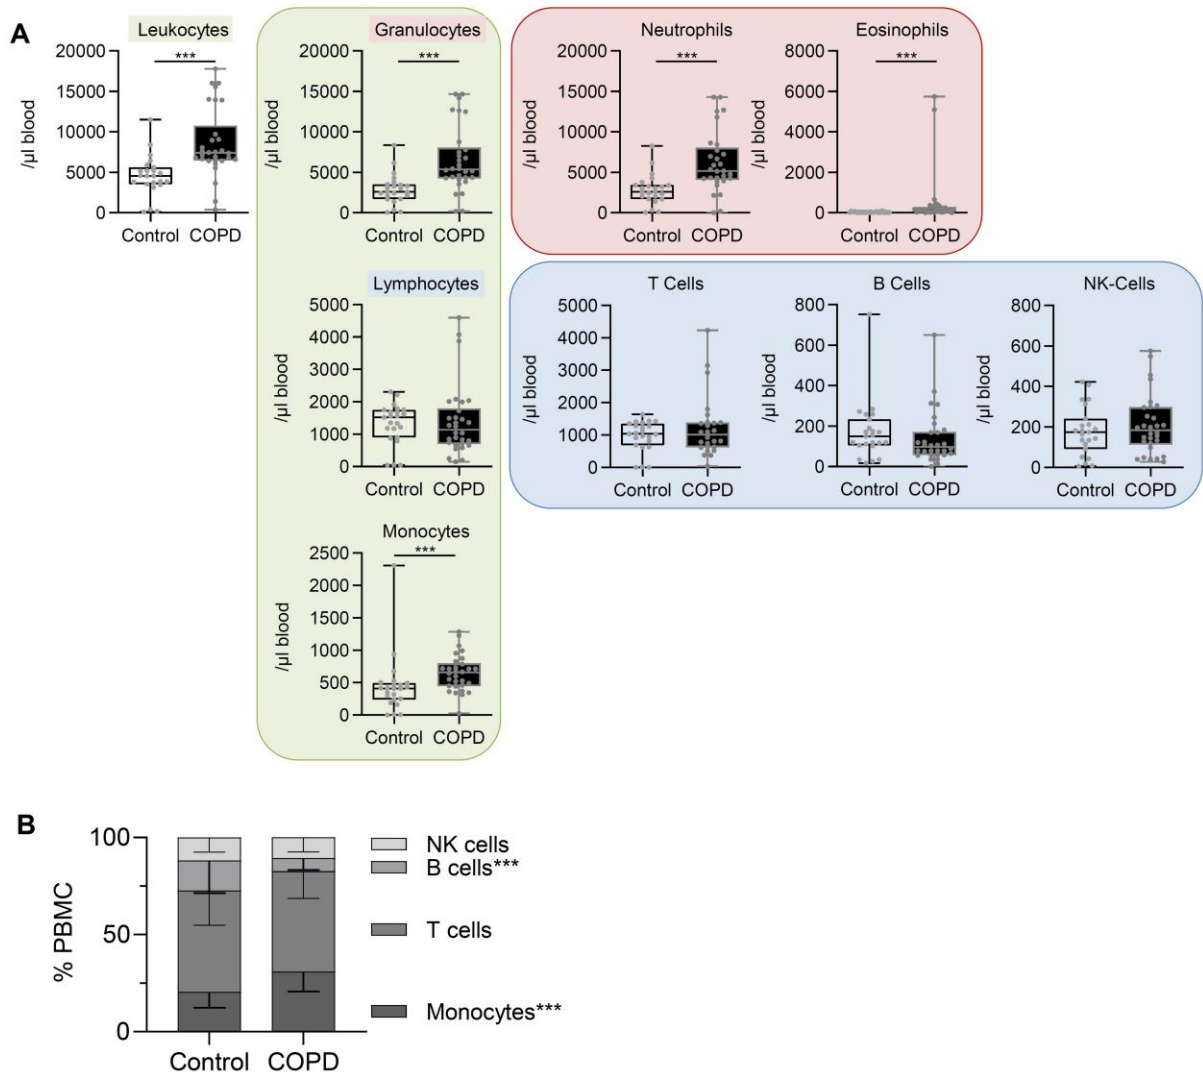 A
Leukocytes
***
/µl blood
20000
15000
10000
5000
0
Control COPD
Granulocytes
***
/µl blood
20000
15000
10000
5000
0
Control COPD
Neutrophils
***
/µl blood
20000
15000
10000
5000
0
Control COPD
Eosinophils
***
/µl blood
8000
6000
4000
2000
0
Control COPD
Lymphocytes
/µl blood
5000
4000
3000
2000
1000
0
Control COPD
T Cells
/µl blood
5000
4000
3000
2000
1000
0
Control COPD
B Cells
/µl blood
800
600
400
200
0
Control COPD
NK-Cells
/µl blood
800
600
400
200
0
Control COPD
Monocytes
***
/µl blood
2500
2000
1500
1000
500
0
Control COPD
B
% PBMC
100
50
0
Control COPD
NK cells
B cells***
T cells
Monocytes***